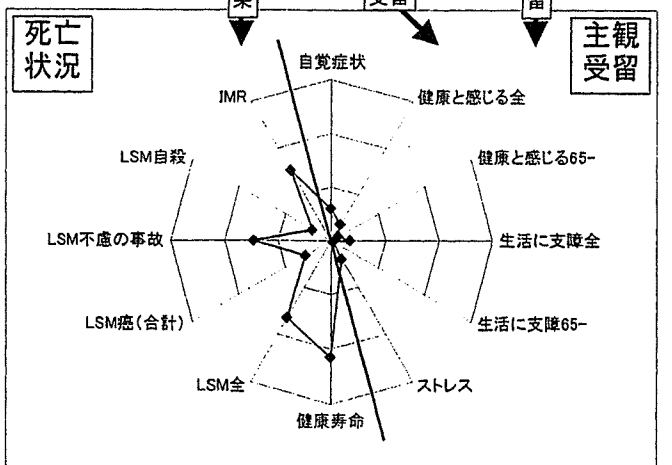 死亡
状況
主観
受留
自覚症状
IMR
健康と感じる全
LSM自殺
健康と感じる65-
LSM不慮の事故
生活に支障全
LSM癌(合計)
生活に支障65-
LSM全
ストレス
健康寿命